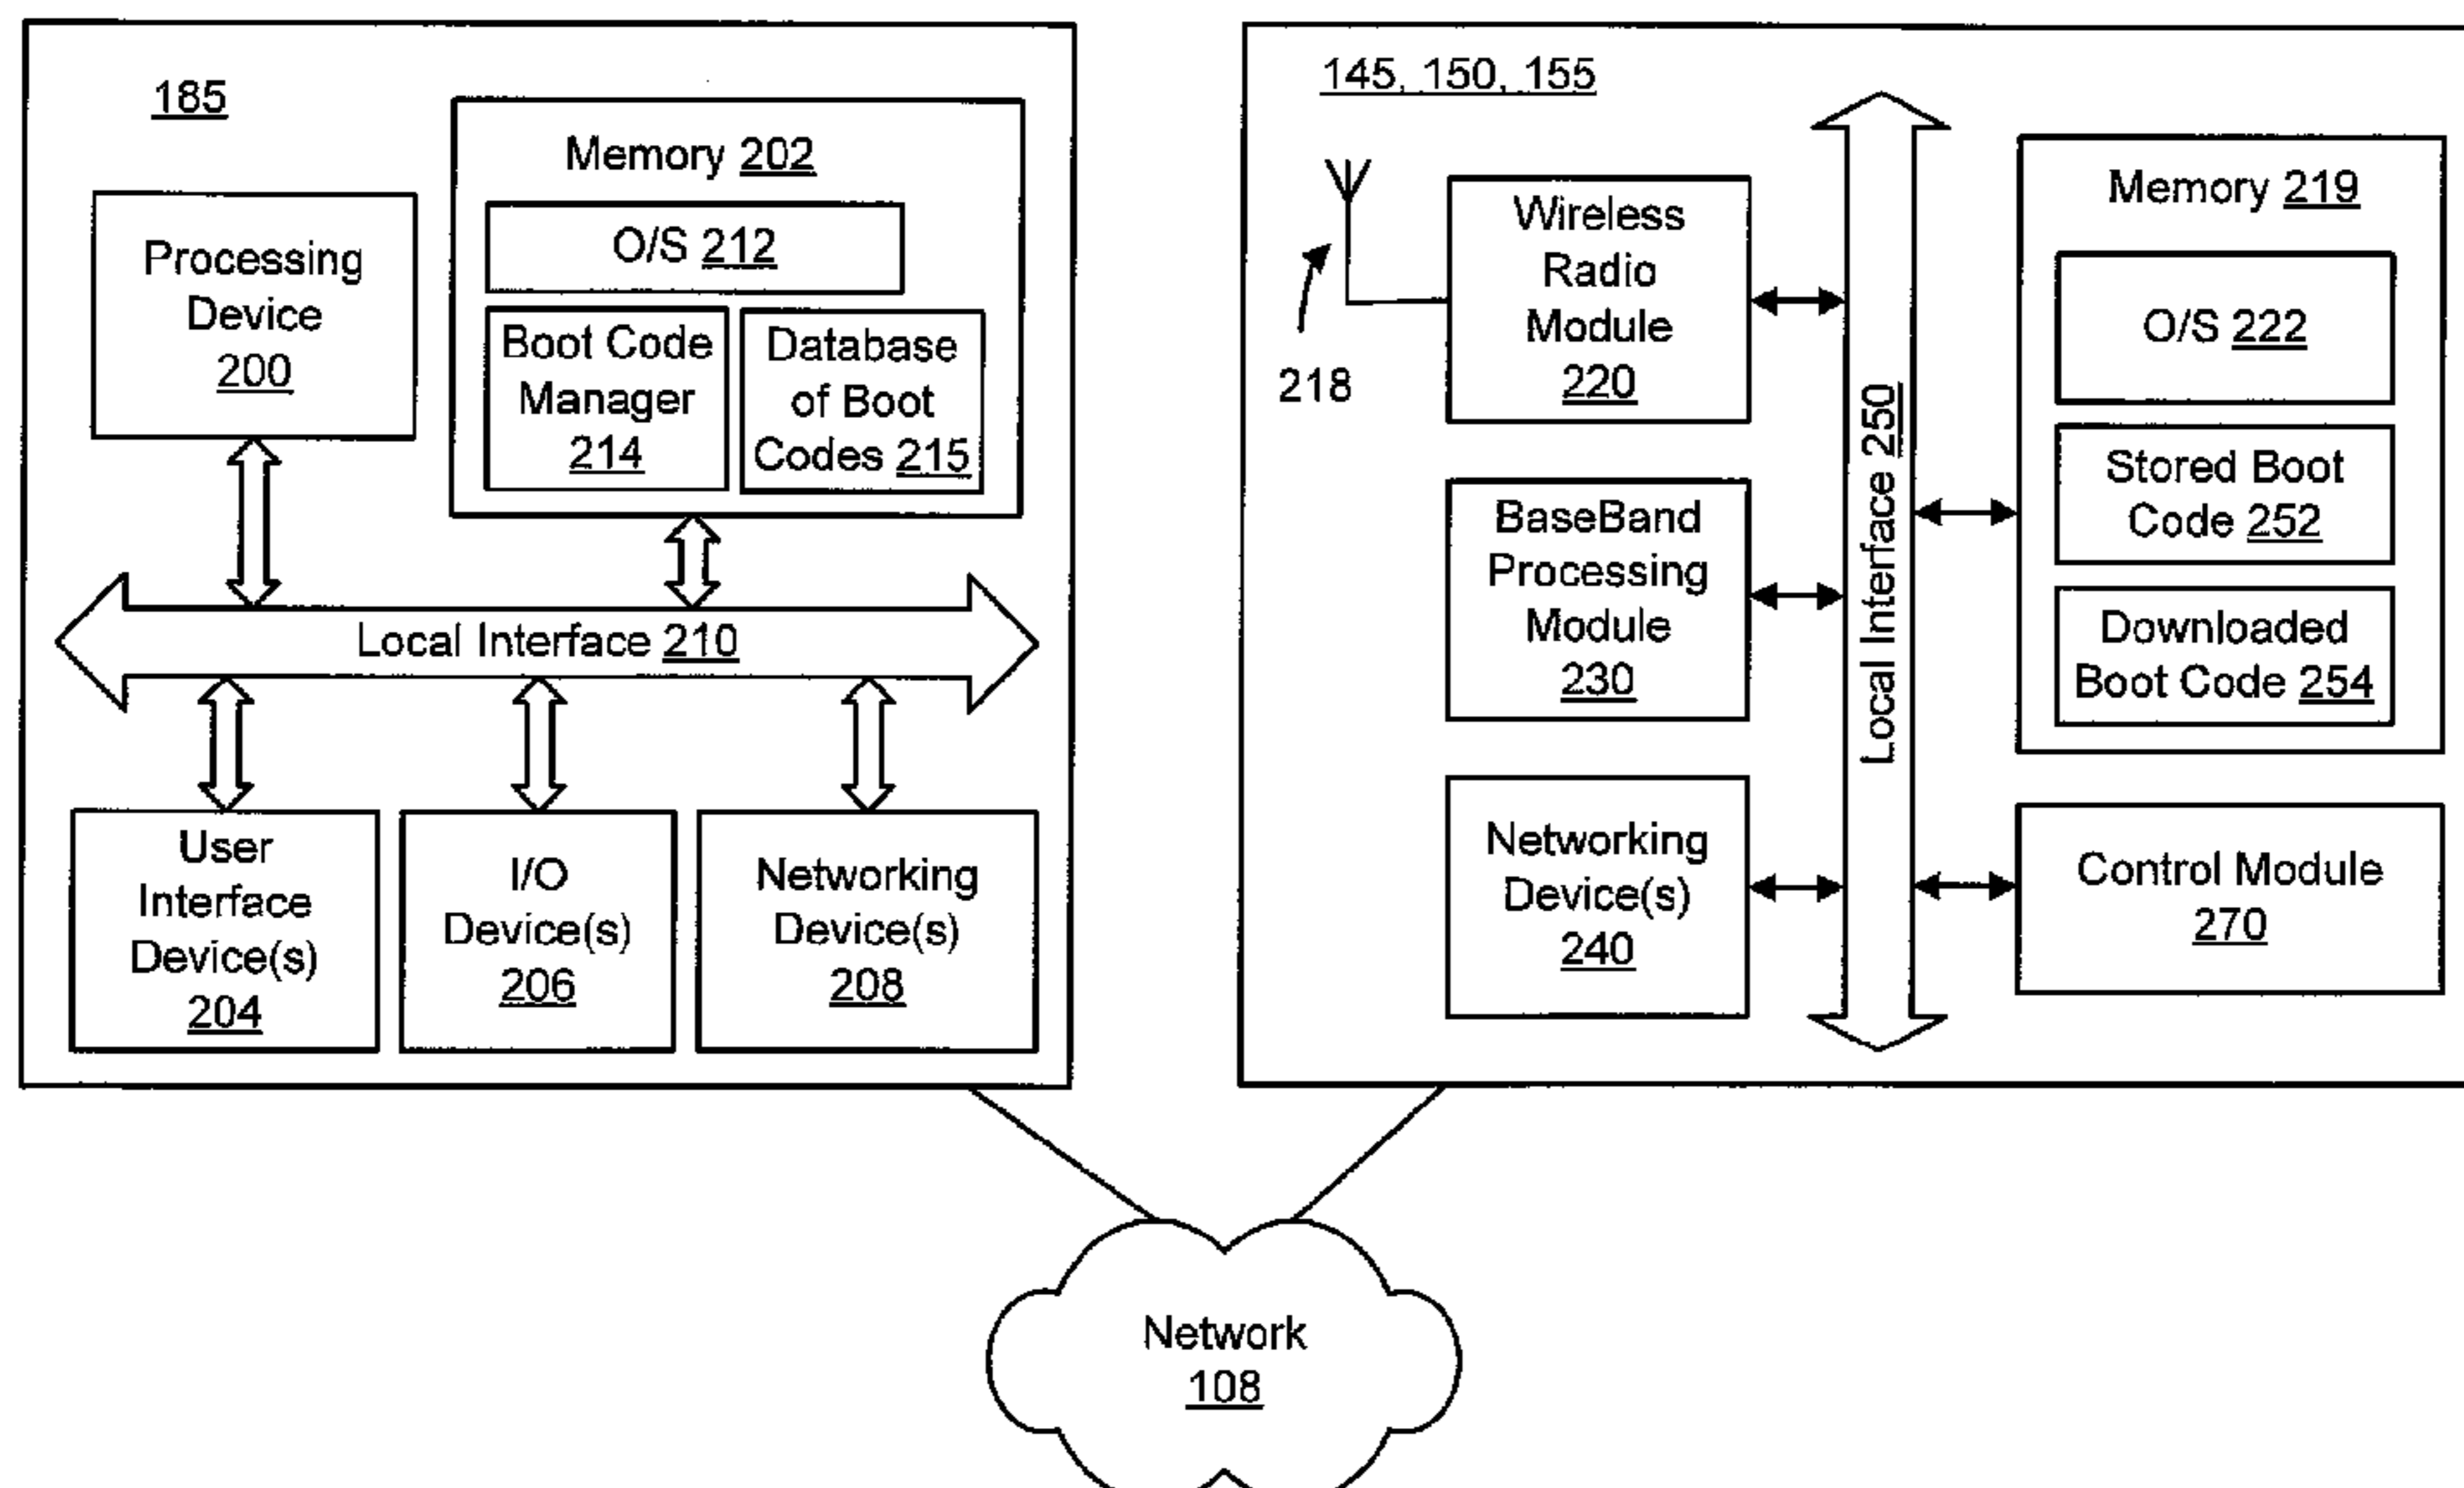 185
Memory 202
O/S 212
Boot Code
Manager
214
Database
of Boot
Codes 215
Processing
Device
200
Local Interface 210
User
Interface
Device(s)
204
I/O
Device(s)
206
Networking
Device(s)
208
145, 150, 155
218
Wireless
Radio
Module
220
BaseBand
Processing
Module
230
Networking
Device(s)
240
Local Interface 250
Memory 219
O/S 222
Stored Boot
Code 252
Downloaded
Boot Code 254
Control Module
270
Network
108